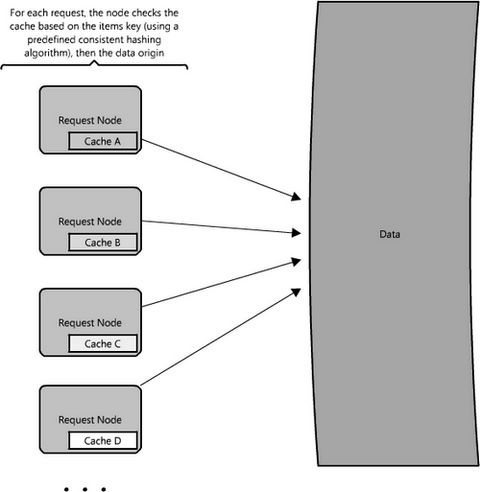 For each request, the node checks the
cache based on the items key (using a
predefined consistent hashing
algorithm), then the data origin
Request Node
Cache A
Request Node
Cache B
Data
Request Node
Cache C
Request Node
Cache D
. . .